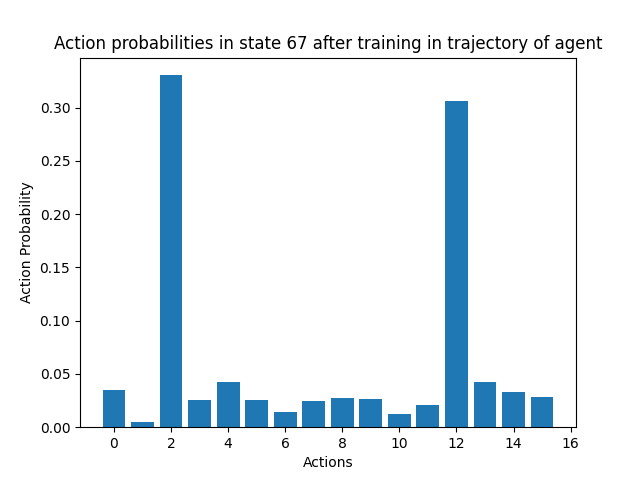 Action probabilities in state 67 after training in trajectory of agent
0.30
0.25
0.20
0.15
0.10
0.05
0.00
Action Probability
0 2 4 6 8 10 12 14 16
Actions